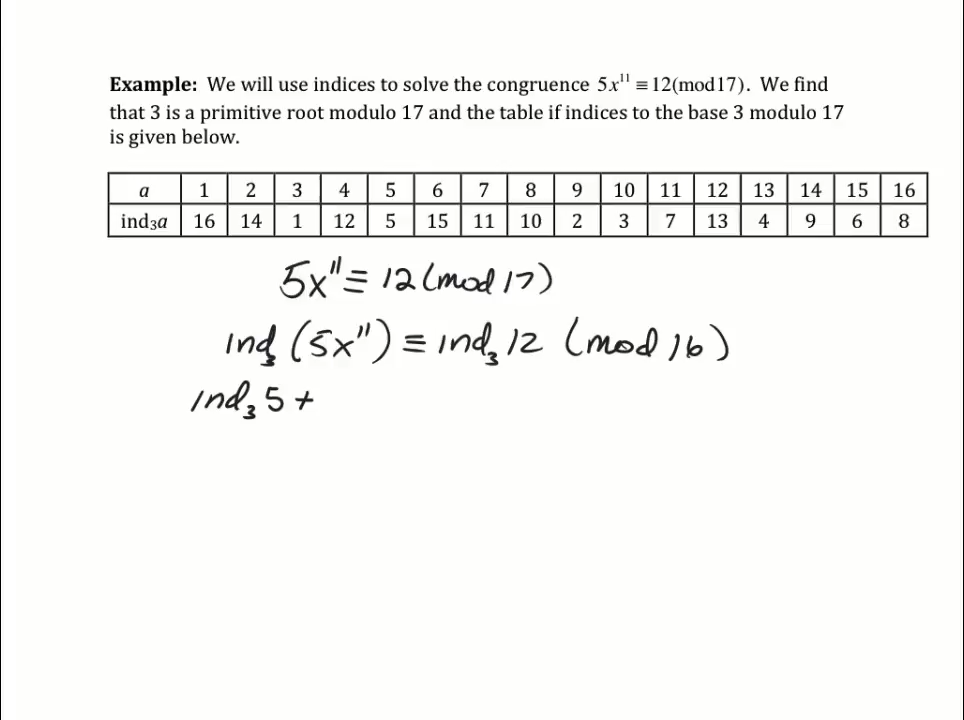 Example: We will use indices to solve the congruence 5x¹¹ ≡ 12(mod17). We find
that 3 is a primitive root modulo 17 and the table if indices to the base 3 modulo 17
is given below.
a 1 2 3 4 5 6 7 8 9 10 11 12 13 14 15 16
ind₃a 16 14 1 12 5 15 11 10 2 3 7 13 4 9 6 8
5x¹¹ ≡ 12 (mod 17)
ind₃ (5x¹¹) ≡ ind₃ 12 (mod 16)
ind₃ 5 +